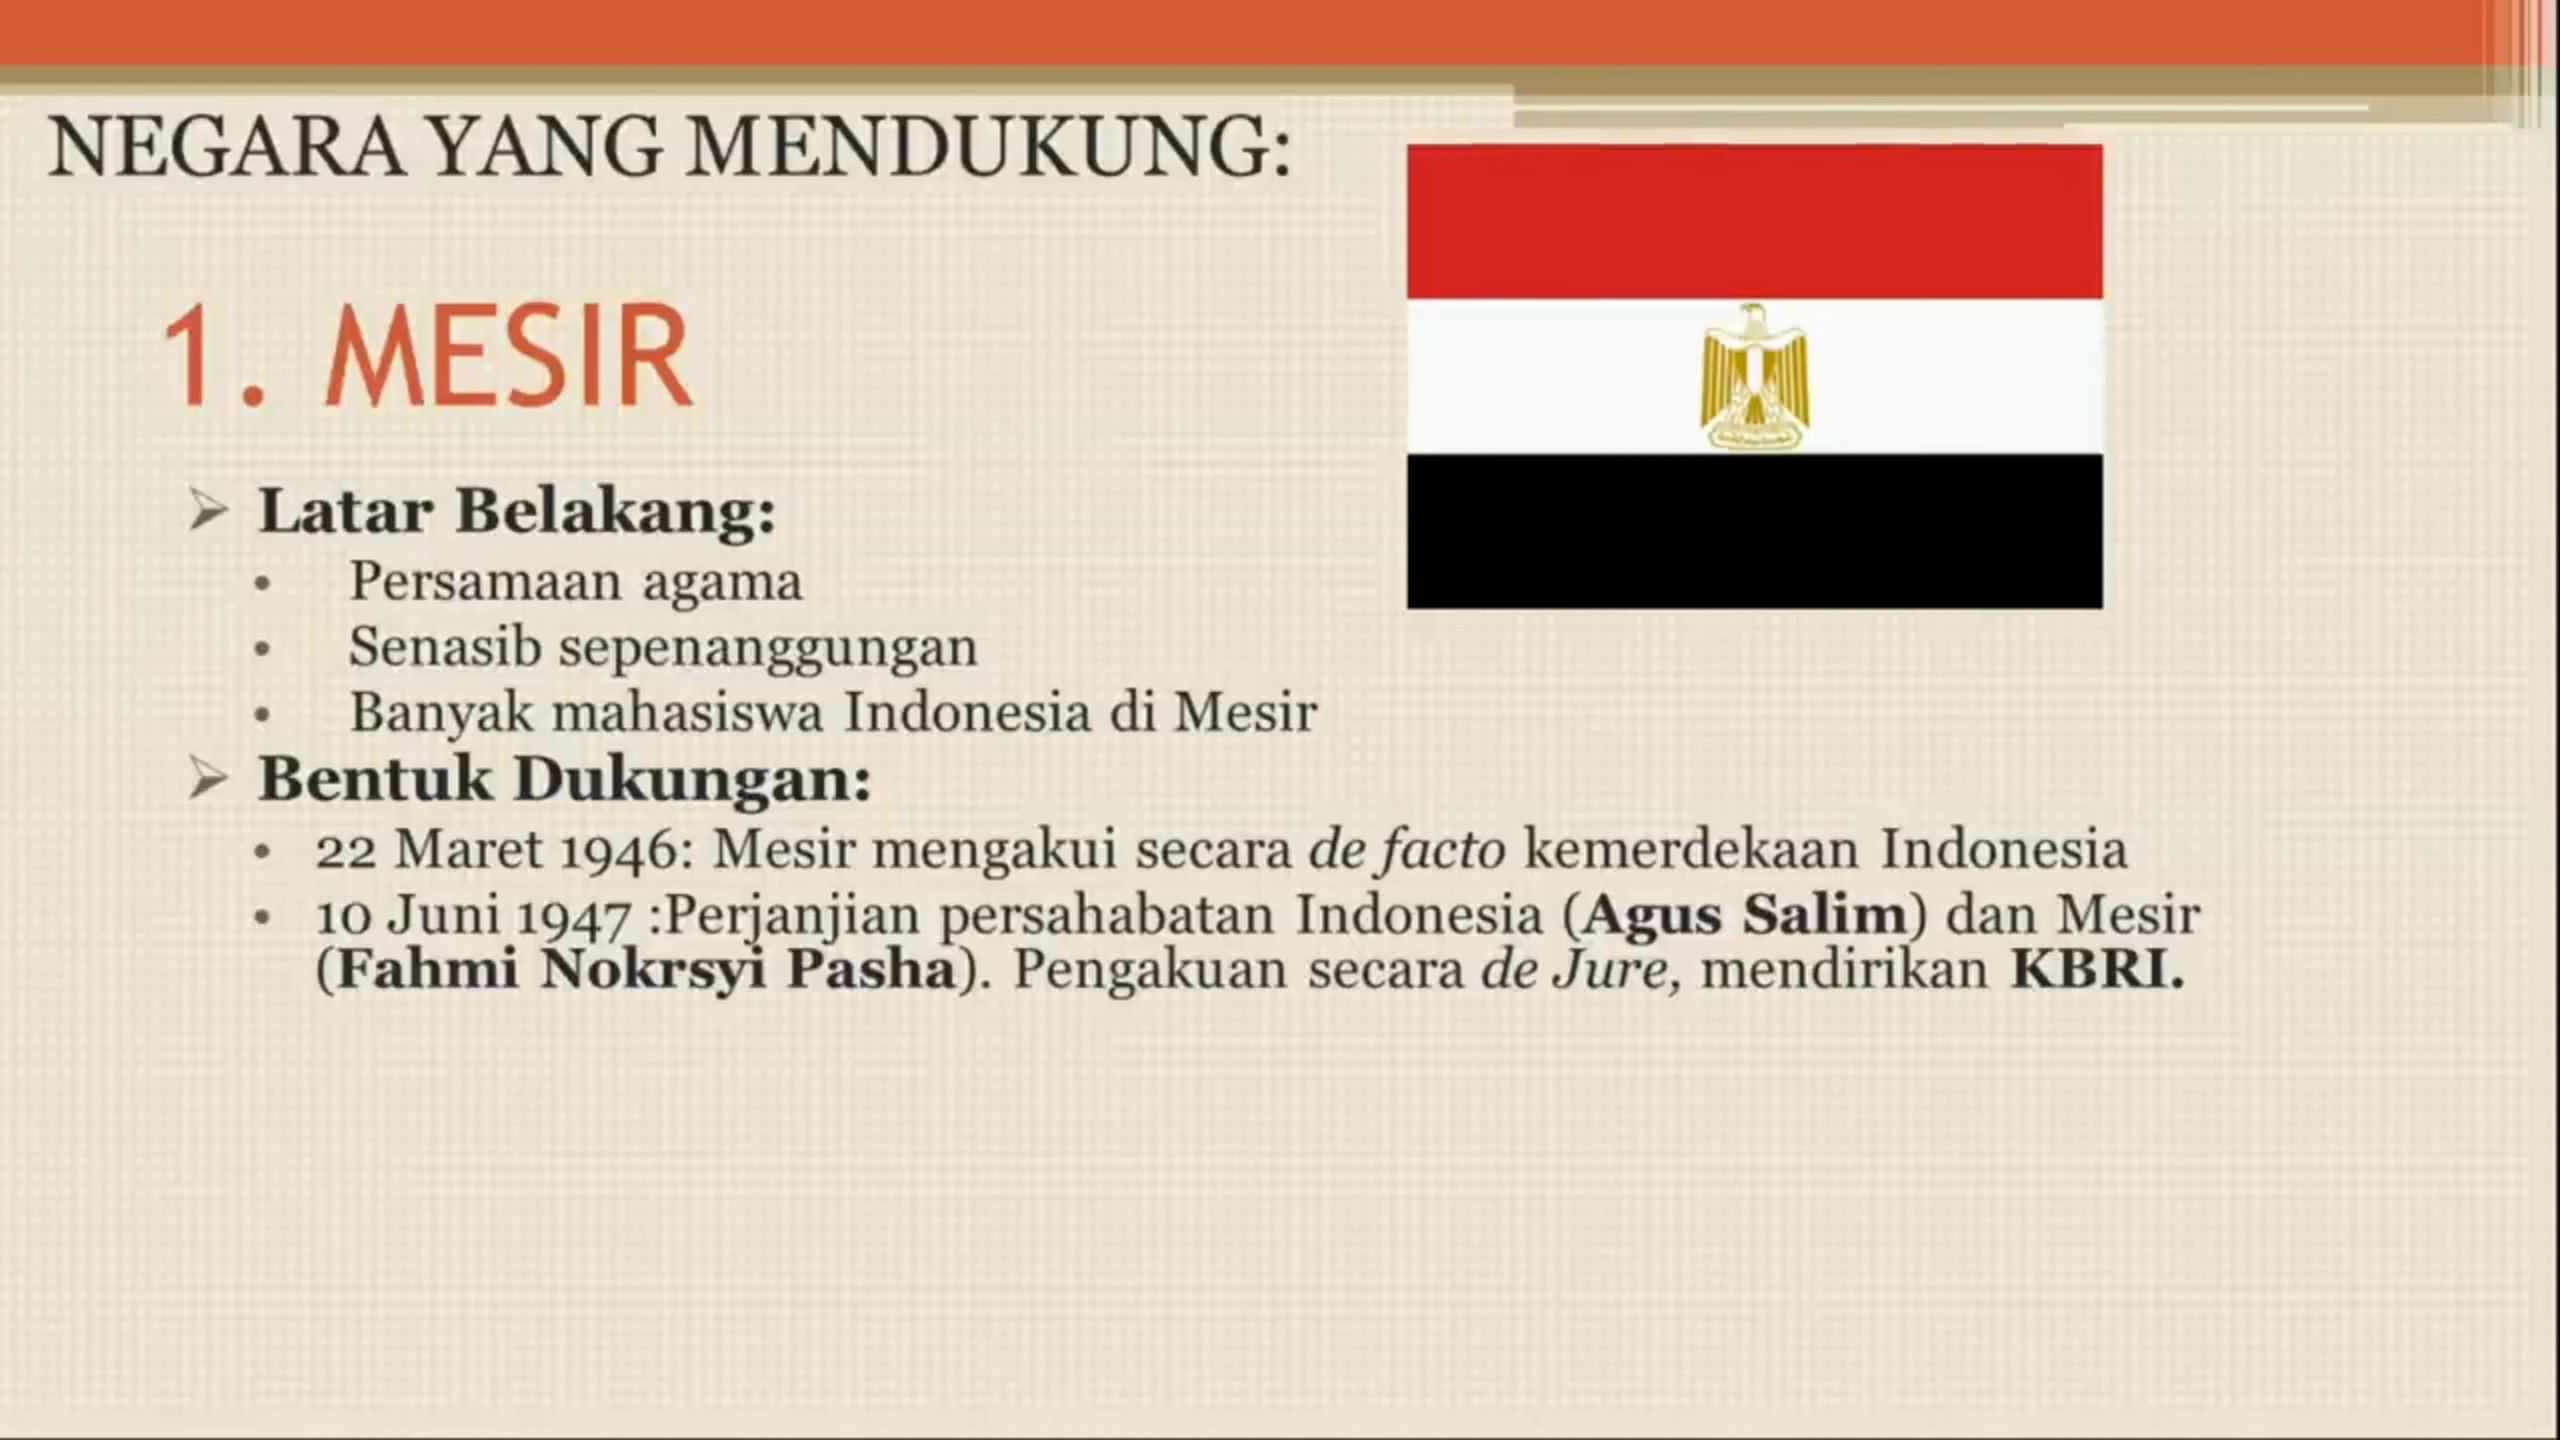 NEGARA YANG MENDUKUNG:
1. MESIR
➢ Latar Belakang:
• Persamaan agama
• Senasib sepenanggungan
• Banyak mahasiswa Indonesia di Mesir
➢ Bentuk Dukungan:
• 22 Maret 1946: Mesir mengakui secara de facto kemerdekaan Indonesia
• 10 Juni 1947 :Perjanjian persahabatan Indonesia (Agus Salim) dan Mesir
(Fahmi Nokrsyi Pasha). Pengakuan secara de Jure, mendirikan KBRI.